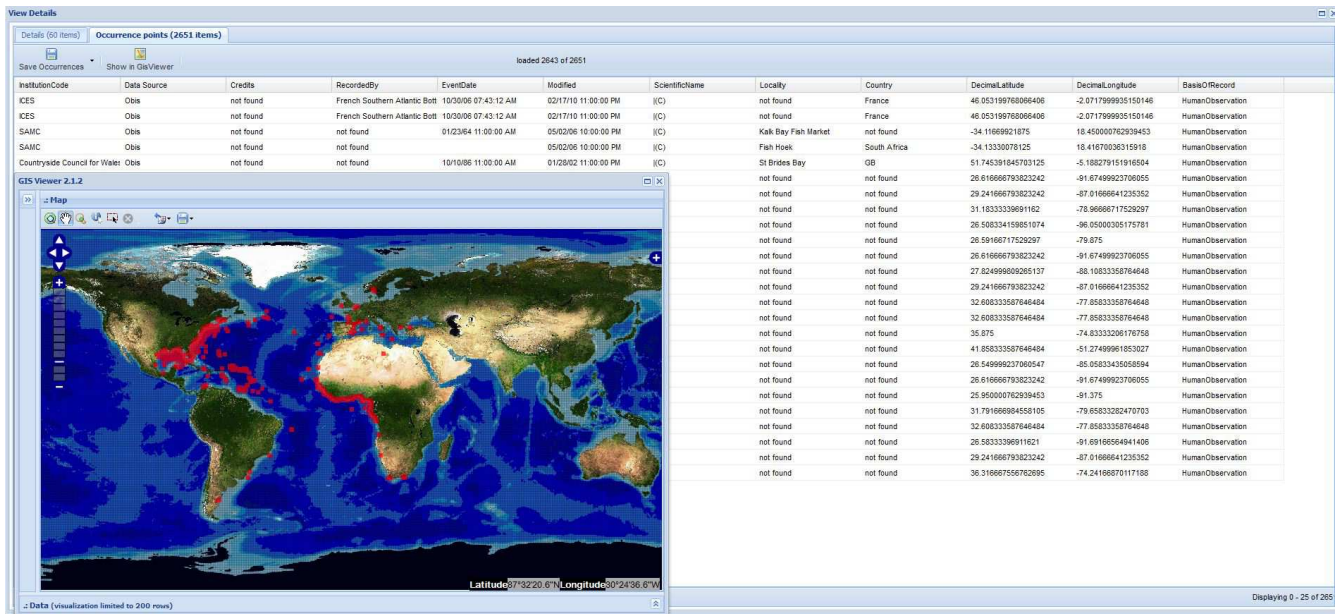 View Details
Details (60 items) Occurrence points (2651 items)
Save Occurrences Show in GisViewer loaded 2643 of 2651
InstitutionCode Data Source Credits RecordedBy EventDate Modified ScientificName Locality Country DecimalLatitude DecimalLongitude BasisOfRecord
ICES Obis not found French Southern Atlantic Bott 10/30/06 07:43:12 AM 02/17/10 11:00:00 PM |(C) not found France 46.053199768066406 -2.0717999935150146 HumanObservation
ICES Obis not found French Southern Atlantic Bott 10/30/06 07:43:12 AM 02/17/10 11:00:00 PM |(C) not found France 46.053199768066406 -2.0717999935150146 HumanObservation
SAMC Obis not found not found 01/23/64 11:00:00 AM 05/02/06 10:00:00 PM |(C) Kalk Bay Fish Market not found -34.11669921875 18.450000762939453 HumanObservation
SAMC Obis not found not found 05/02/06 10:00:00 PM |(C) Fish Hoek South Africa -34.13330078125 18.41670036315918 HumanObservation
Countryside Council for Wales Obis not found not found 10/10/86 11:00:00 AM 01/28/02 11:00:00 PM |(C) St Brides Bay GB 51.745391845703125 -5.188279151916504 HumanObservation
GIS Viewer 2.1.2
.: Map
not found not found 26.616666793823242 -91.67499923706055 HumanObservation
not found not found 29.241666793823242 -87.01666641235352 HumanObservation
not found not found 31.18333339691162 -78.96666717529297 HumanObservation
not found not found 26.508334159851074 -96.05000305175781 HumanObservation
not found not found 26.59166717529297 -79.875 HumanObservation
not found not found 26.616666793823242 -91.67499923706055 HumanObservation
not found not found 27.824999809265137 -88.10833358764648 HumanObservation
not found not found 29.241666793823242 -87.01666641235352 HumanObservation
not found not found 32.608333587646484 -77.85833358764648 HumanObservation
not found not found 32.608333587646484 -77.85833358764648 HumanObservation
not found not found 35.875 -74.83333206176758 HumanObservation
not found not found 41.858333587646484 -51.27499961853027 HumanObservation
not found not found 26.549999237060547 -85.05833435058594 HumanObservation
not found not found 26.616666793823242 -91.67499923706055 HumanObservation
not found not found 25.950000762939453 -91.375 HumanObservation
not found not found 31.791666984558105 -79.65833282470703 HumanObservation
not found not found 32.608333587646484 -77.85833358764648 HumanObservation
not found not found 26.58333396911621 -91.69166564941406 HumanObservation
not found not found 29.241666793823242 -87.01666641235352 HumanObservation
not found not found 36.316667556762695 -74.24166870117188 HumanObservation
Latitude 37°32'20.6"N Longitude 30°24'36.6"W
.: Data (visualization limited to 200 rows)
Displaying 0 - 25 of 265